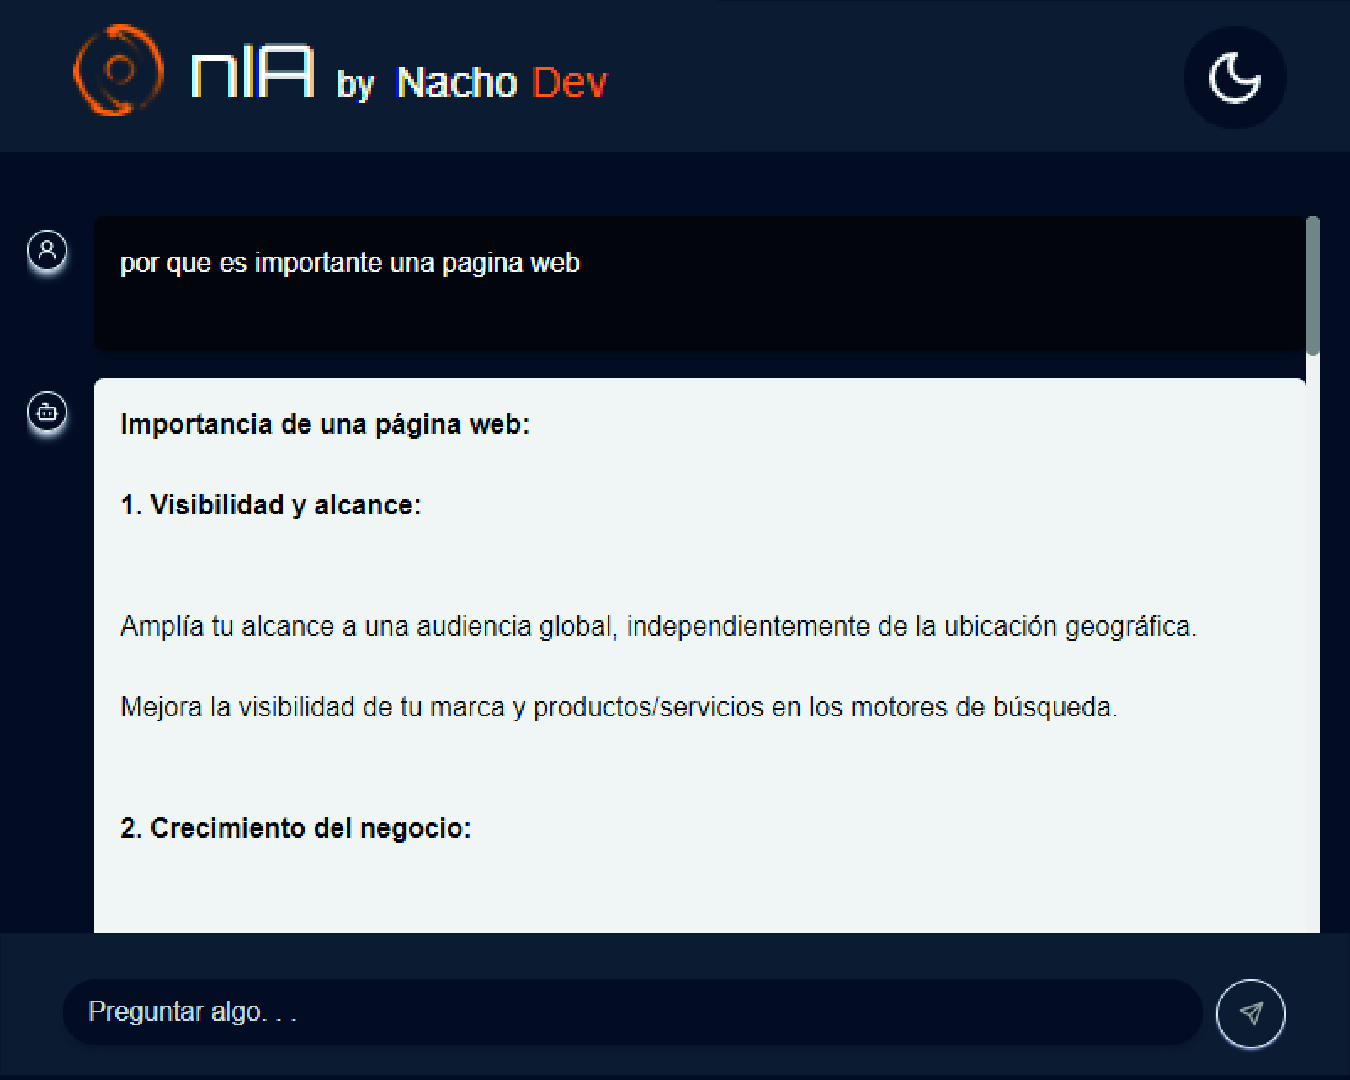 nIA by Nacho Dev
por que es importante una pagina web
Importancia de una página web:
1. Visibilidad y alcance:
Amplía tu alcance a una audiencia global, independientemente de la ubicación geográfica.
Mejora la visibilidad de tu marca y productos/servicios en los motores de búsqueda.
2. Crecimiento del negocio:
Preguntar algo. . .